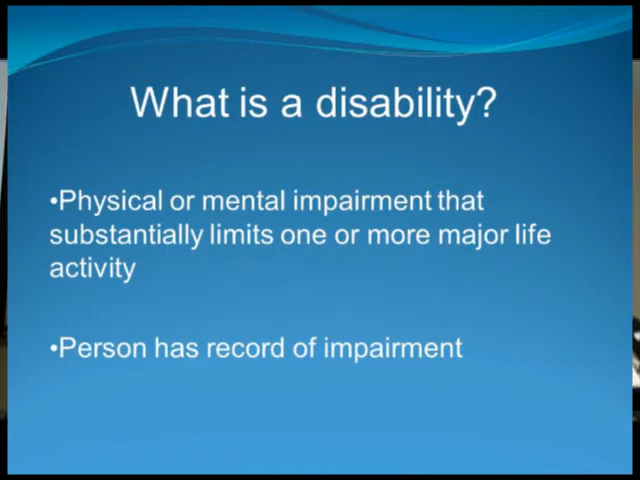 What is a disability?
•Physical or mental impairment that
substantially limits one or more major life
activity
•Person has record of impairment